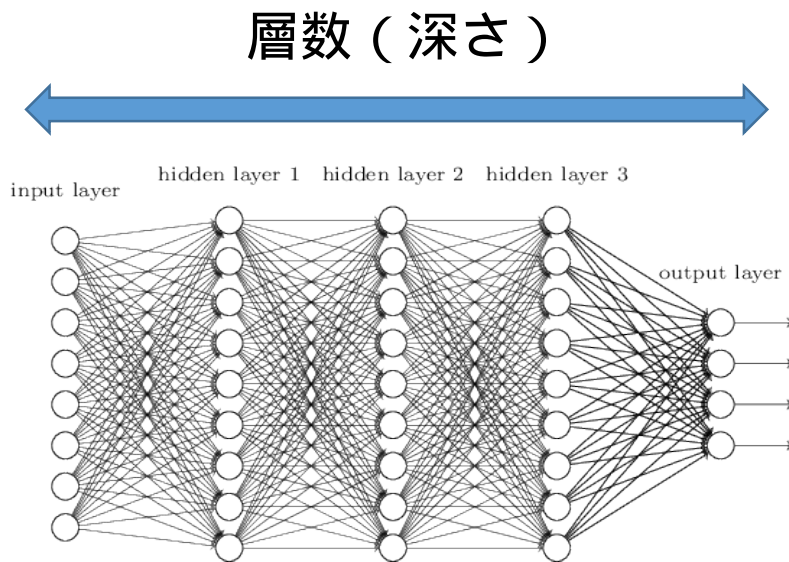 層数（深さ）
hidden layer 1 hidden layer 2 hidden layer 3
input layer
output layer